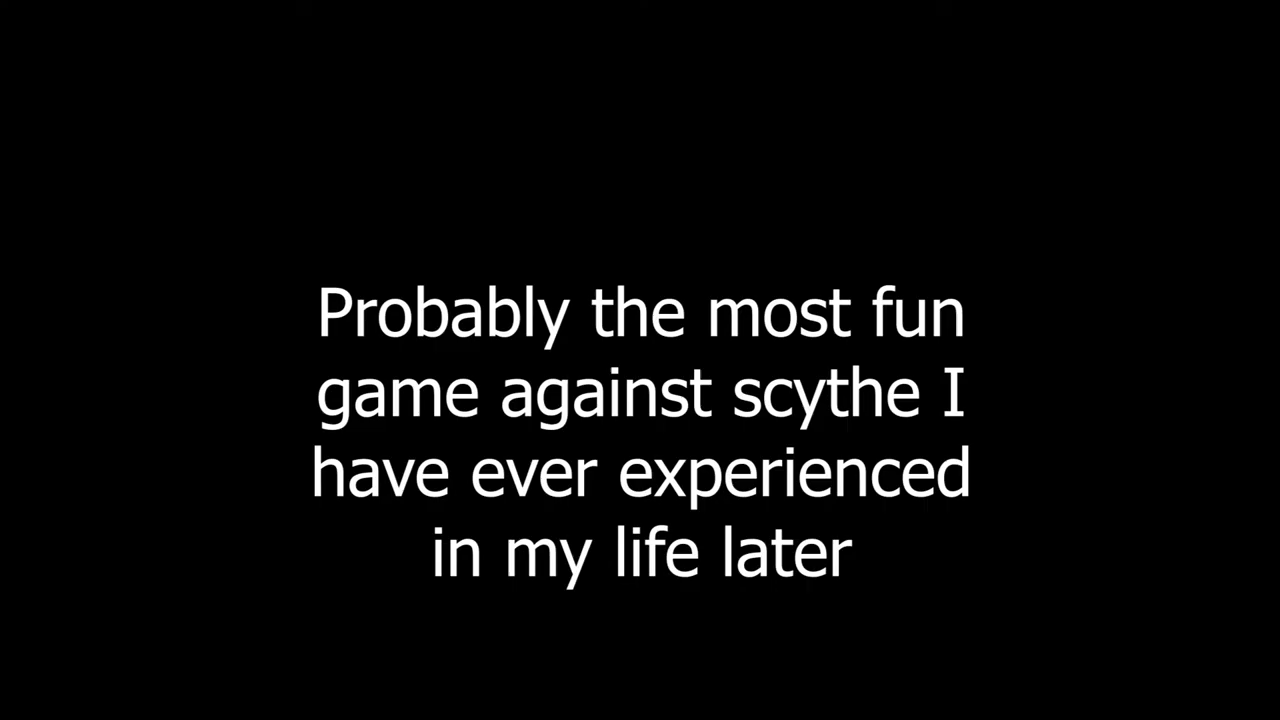 Probably the most fun
game against scythe I
have ever experienced
in my life later